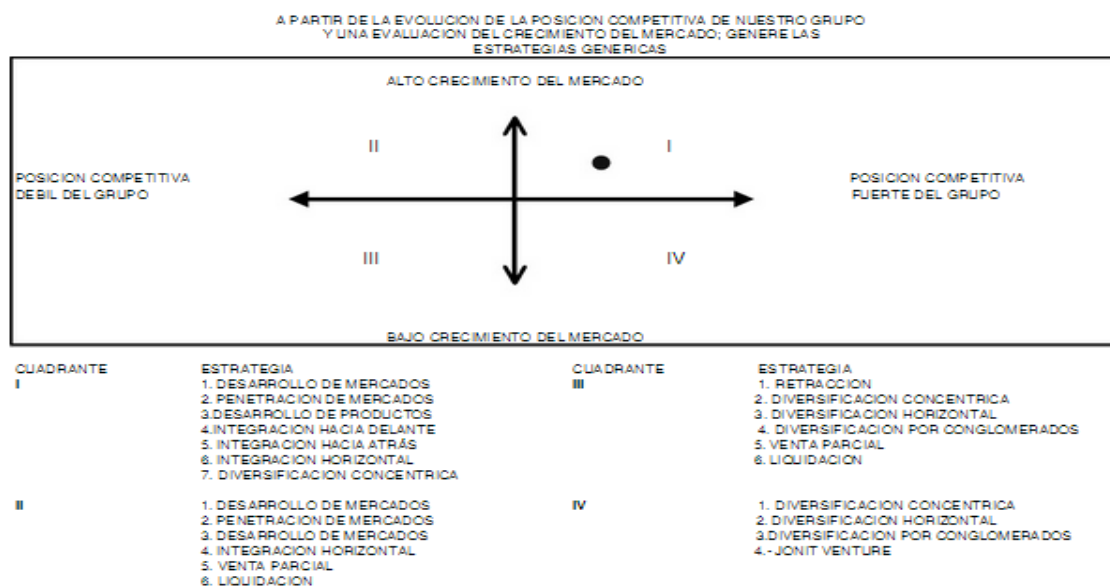 A PARTIR DE LA EVOLUCION DE LA POSICION COMPETITIVA DE NUESTRO GRUPO
Y UNA EVALUACION DEL CRECIMIENTO DEL MERCADO; GENERE LAS
ESTRATEGIAS GENERICAS
ALTO CRECIMIENTO DEL MERCADO
II
I
POSICION COMPETITIVA
DEBIL DEL GRUPO
POSICION COMPETITIVA
FUERTE DEL GRUPO
III
IV
BAJO CRECIMIENTO DEL MERCADO
CUADRANTE
ESTRATEGIA
I
1. DESARROLLO DE MERCADOS
2. PENETRACION DE MERCADOS
3.DESARROLLO DE PRODUCTOS
4.INTEGRACION HACIA DELANTE
5. INTEGRACION HACIA ATRÁS
6. INTEGRACION HORIZONTAL
7. DIVERSIFICACION CONCENTRICA
II
1. DESARROLLO DE MERCADOS
2. PENETRACION DE MERCADOS
3. DESARROLLO DE MERCADOS
4. INTEGRACION HORIZONTAL
5. VENTA PARCIAL
6. LIQUIDACION
CUADRANTE
ESTRATEGIA
III
1. RETRACCION
2. DIVERSIFICACION CONCENTRICA
3. DIVERSIFICACION HORIZONTAL
4. DIVERSIFICACION POR CONGLOMERADOS
5. VENTA PARCIAL
6. LIQUIDACION
IV
1. DIVERSIFICACION CONCENTRICA
2. DIVERSIFICACION HORIZONTAL
3.DIVERSIFICACION POR CONGLOMERADOS
4.- JONIT VENTURE